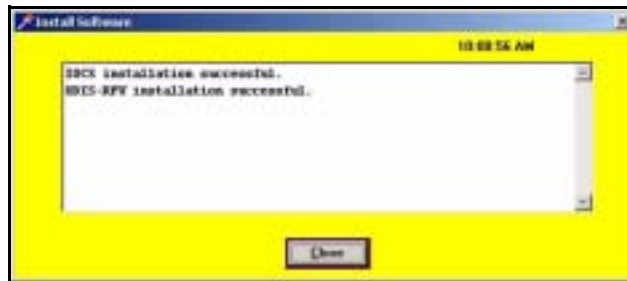 Install Software
10:08:56 AM
installation successful.
installation successful.
Close